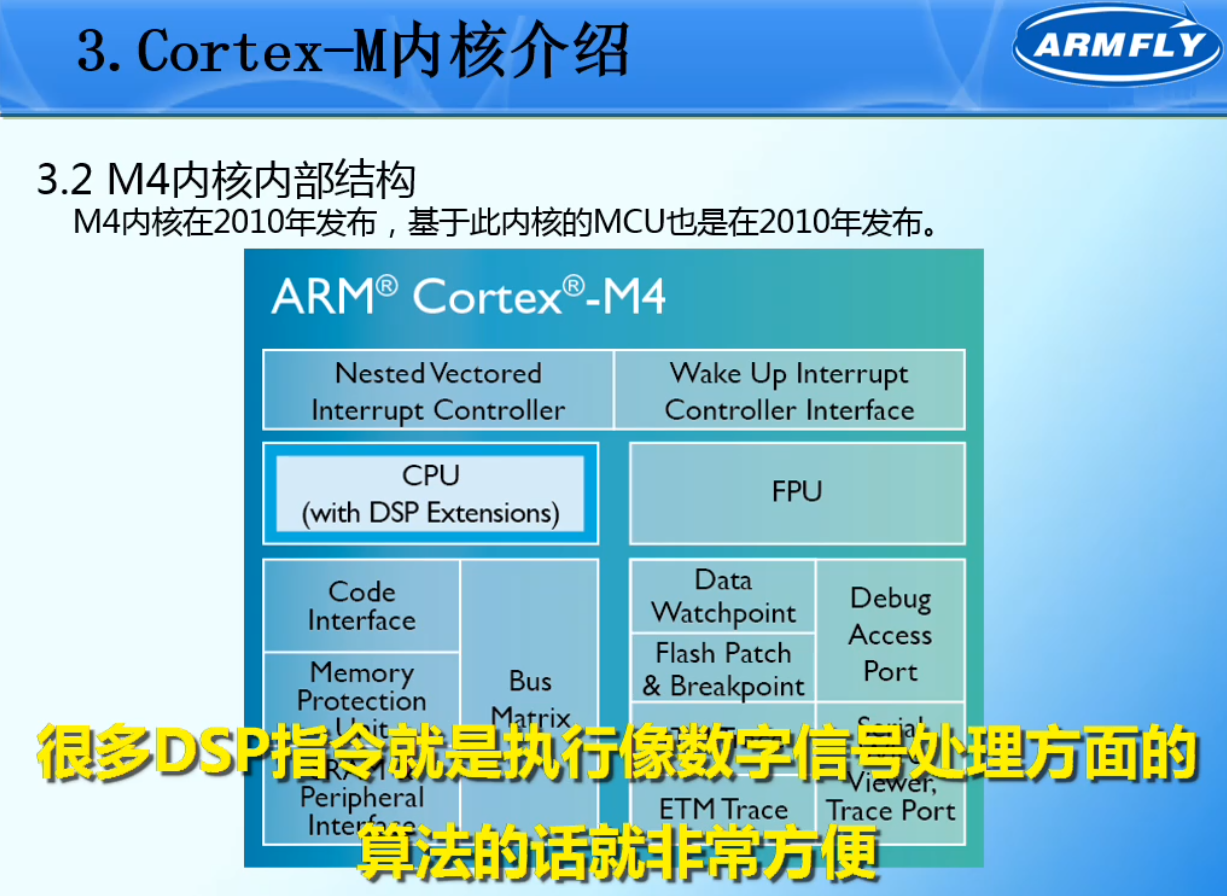 3.Cortex-M内核介绍
ARMFLY
3.2 M4内核内部结构
M4内核在2010年发布，基于此内核的MCU也是在2010年发布。
ARM® Cortex®-M4
Nested Vectored
Interrupt Controller
Wake Up Interrupt
Controller Interface
CPU
(with DSP Extensions)
FPU
Code
Interface
Memory
Protection
Unit
Peripheral
Interface
Bus
Matrix
Data
Watchpoint
Flash Patch
& Breakpoint
ETM Trace
Debug
Access
Port
Serial
Viewer,
Trace Port
很多DSP指令就是执行像数字信号处理方面的
算法的话就非常方便